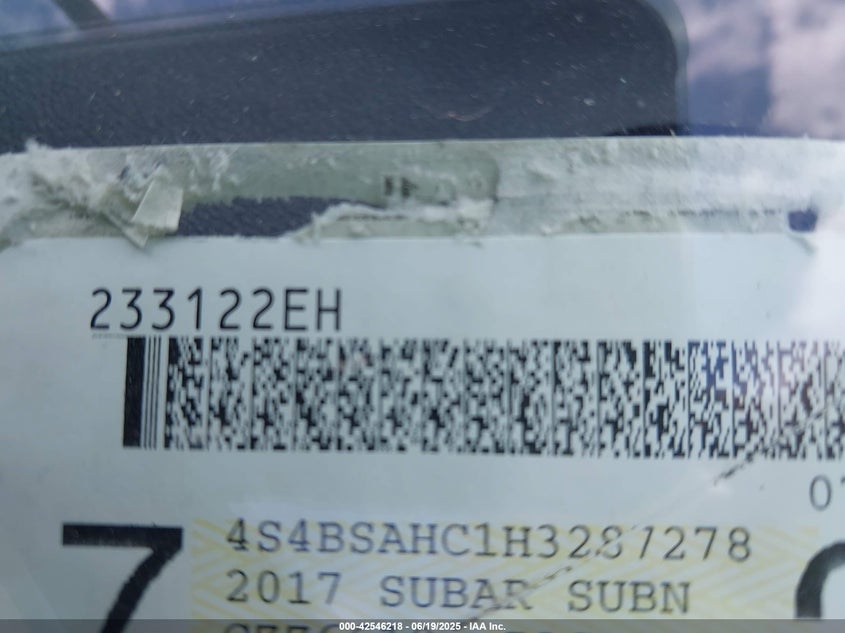 233122EH
4S4BSAHC1H3287278
2017 SUBAR SUBN
7
000-42546218 - 06/19/2025 - IAA Inc.